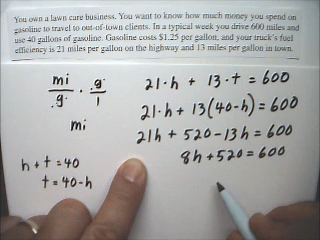 You own a lawn care business. You want to know how much money you spend on
gasoline to travel to out-of-town clients. In a typical week you drive 600 miles and
use 40 gallons of gasoline. Gasoline costs $1.25 per gallon, and your truck's fuel
efficiency is 21 miles per gallon on the highway and 13 miles per gallon in town.
mi/g · g/1
mi
h + t = 40
t = 40-h
21·h + 13·t = 600
21·h + 13(40-h) = 600
21h + 520 - 13h = 600
8h + 520 = 600